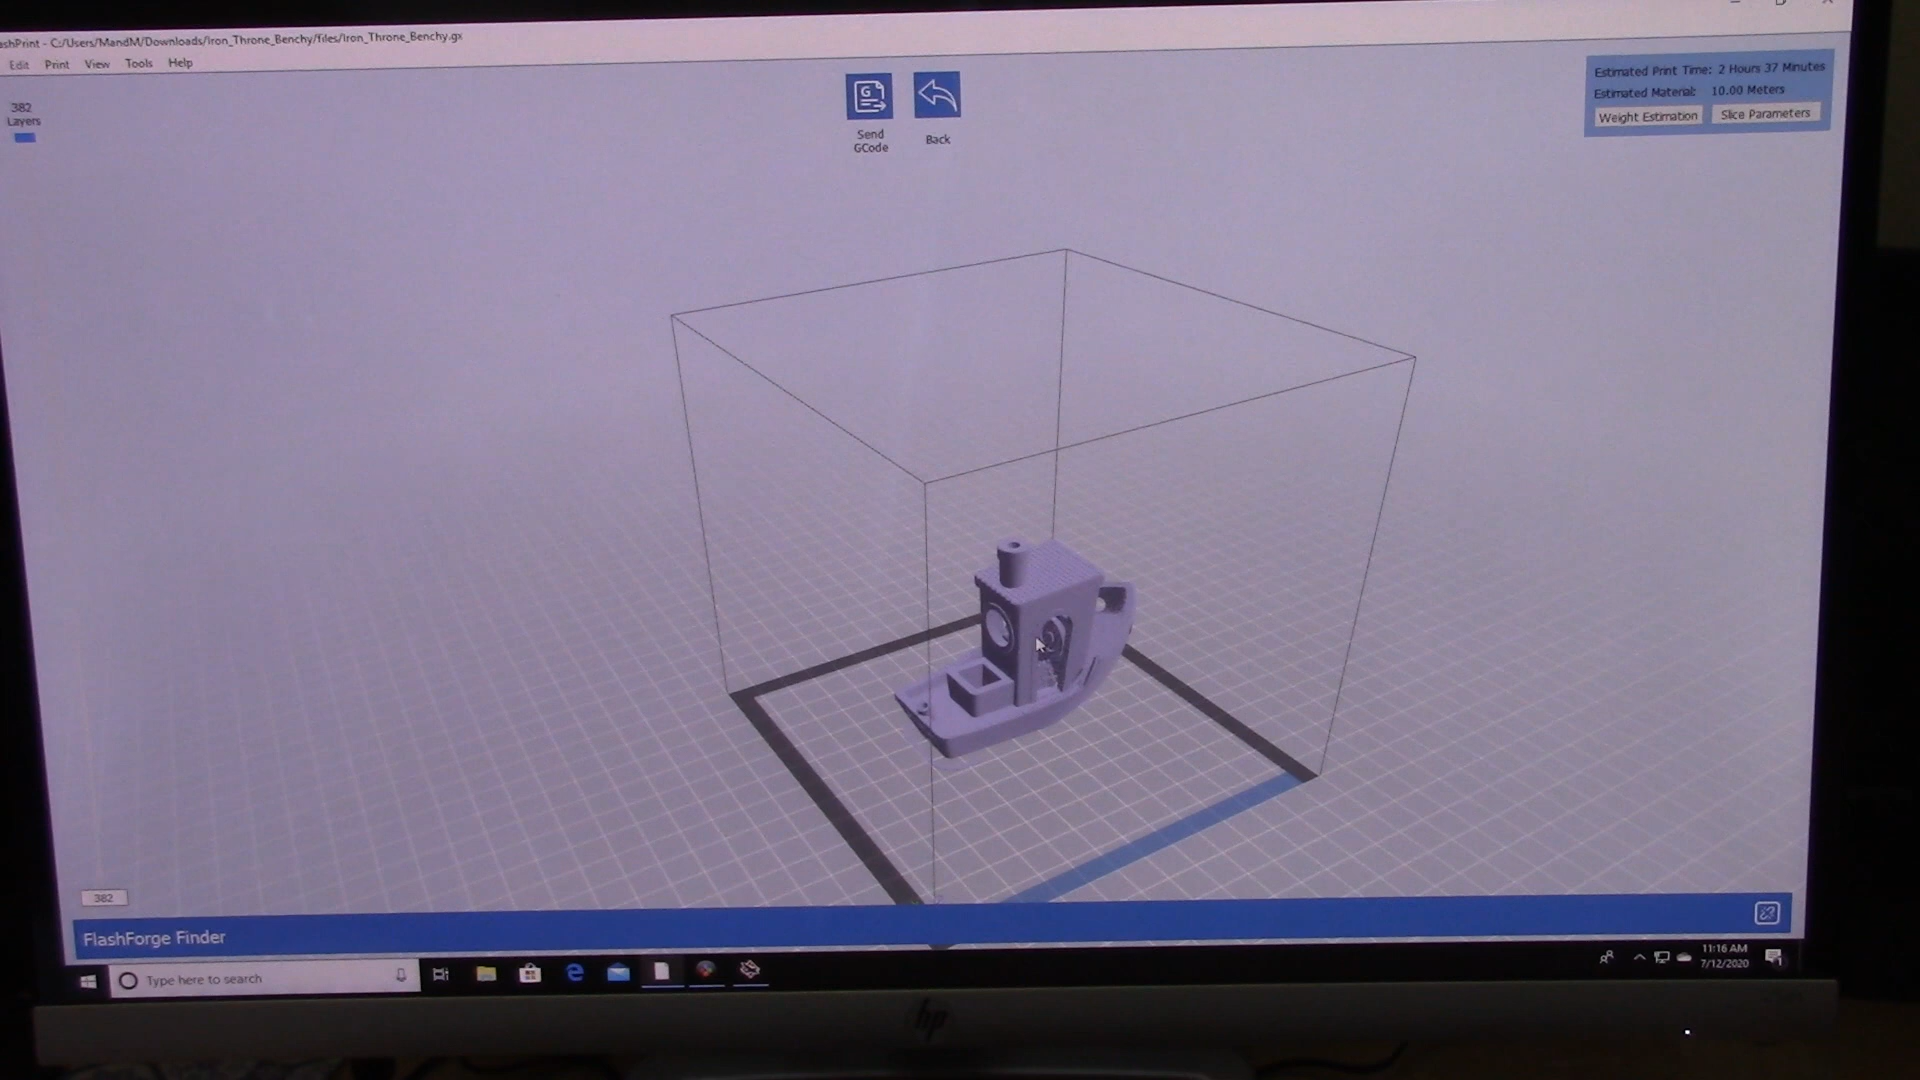 ashPrint - C:/Users/MandM/Downloads/Iron_Throne_Benchy/files/Iron_Throne_Benchy.gx
Edit Print View Tools Help
382
Layers
Send
GCode
Back
Estimated Print Time: 2 Hours 37 Minutes
Estimated Material: 10.00 Meters
Weight Estimation Slice Parameters
382
FlashForge Finder
Type here to search
11:16 AM
7/12/2020
hp